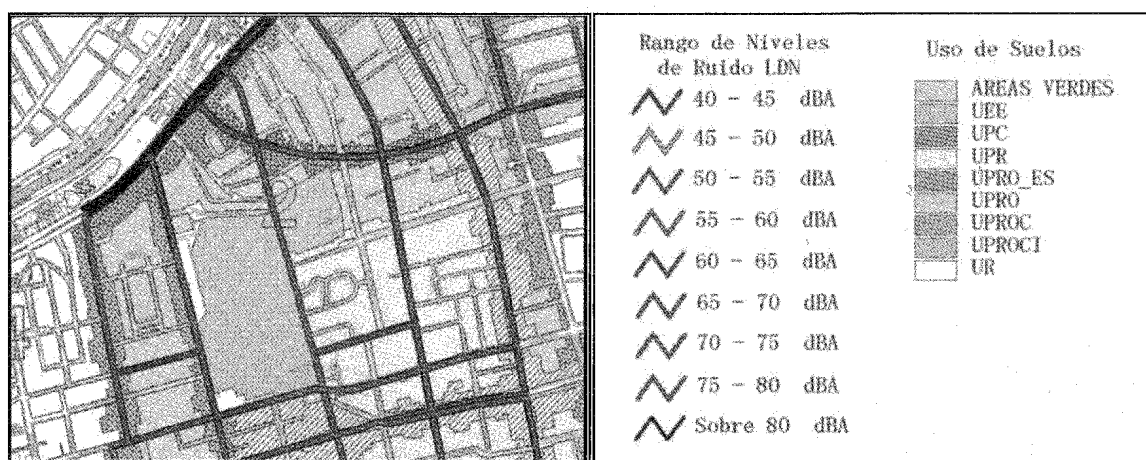 Rango de Niveles
de Ruido LDN
40 - 45 dBA
45 - 50 dBA
50 - 55 dBA
55 - 60 dBA
60 - 65 dBA
65 - 70 dBA
70 - 75 dBA
75 - 80 dBA
Sobre 80 dBA
Uso de Suelos
AREAS VERDES
UEE
UPC
UPR
UPRO_ES
UPRO
UPROC
UPROCI
UR